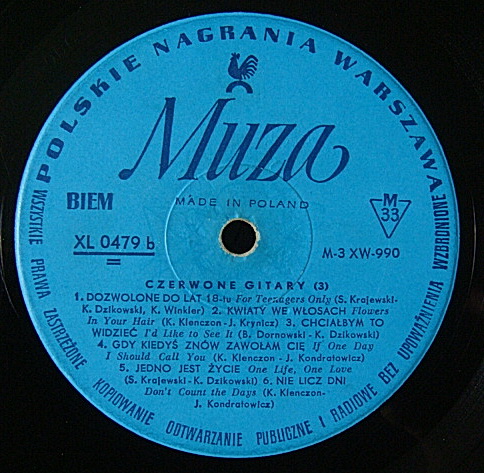 POLSKIE NAGRANIA WARSZAWA
Muza
BIEM
MADE IN POLAND
M
33
XL 0479 b
M-3 XW-990
CZERWONE GITARY (3)
1. DOZWOLONE DO LAT 18-tu For Teenagers Only (S. Krajewski-
K. Dzikowski, K. Winkler) 2. KWIATY WE WŁOSACH Flowers
In Your Hair (K. Klenczon-J. Krynicz) 3. CHCIAŁBYM TO
WIDZIEĆ I'd Like to See It (B. Dornowski-K. Dzikowski)
4. GDY KIEDYŚ ZNÓW ZAWOŁAM CIĘ If One Day
I Should Call You (K. Klenczon-J. Kondratowicz)
5. JEDNO JEST ŻYCIE One Life, One Love
(S. Krajewski-K. Dzikowski) 6. NIE LICZ DNI
Don't Count the Days (K. Klenczon-
J. Kondratowicz)
WSZYSTKIE PRAWA ZASTRZEŻONE KOPIOWANIE ODTWARZANIE PUBLICZNE I RADIOWE BEZ UPOWAŻNIENIA WZBRONIONE